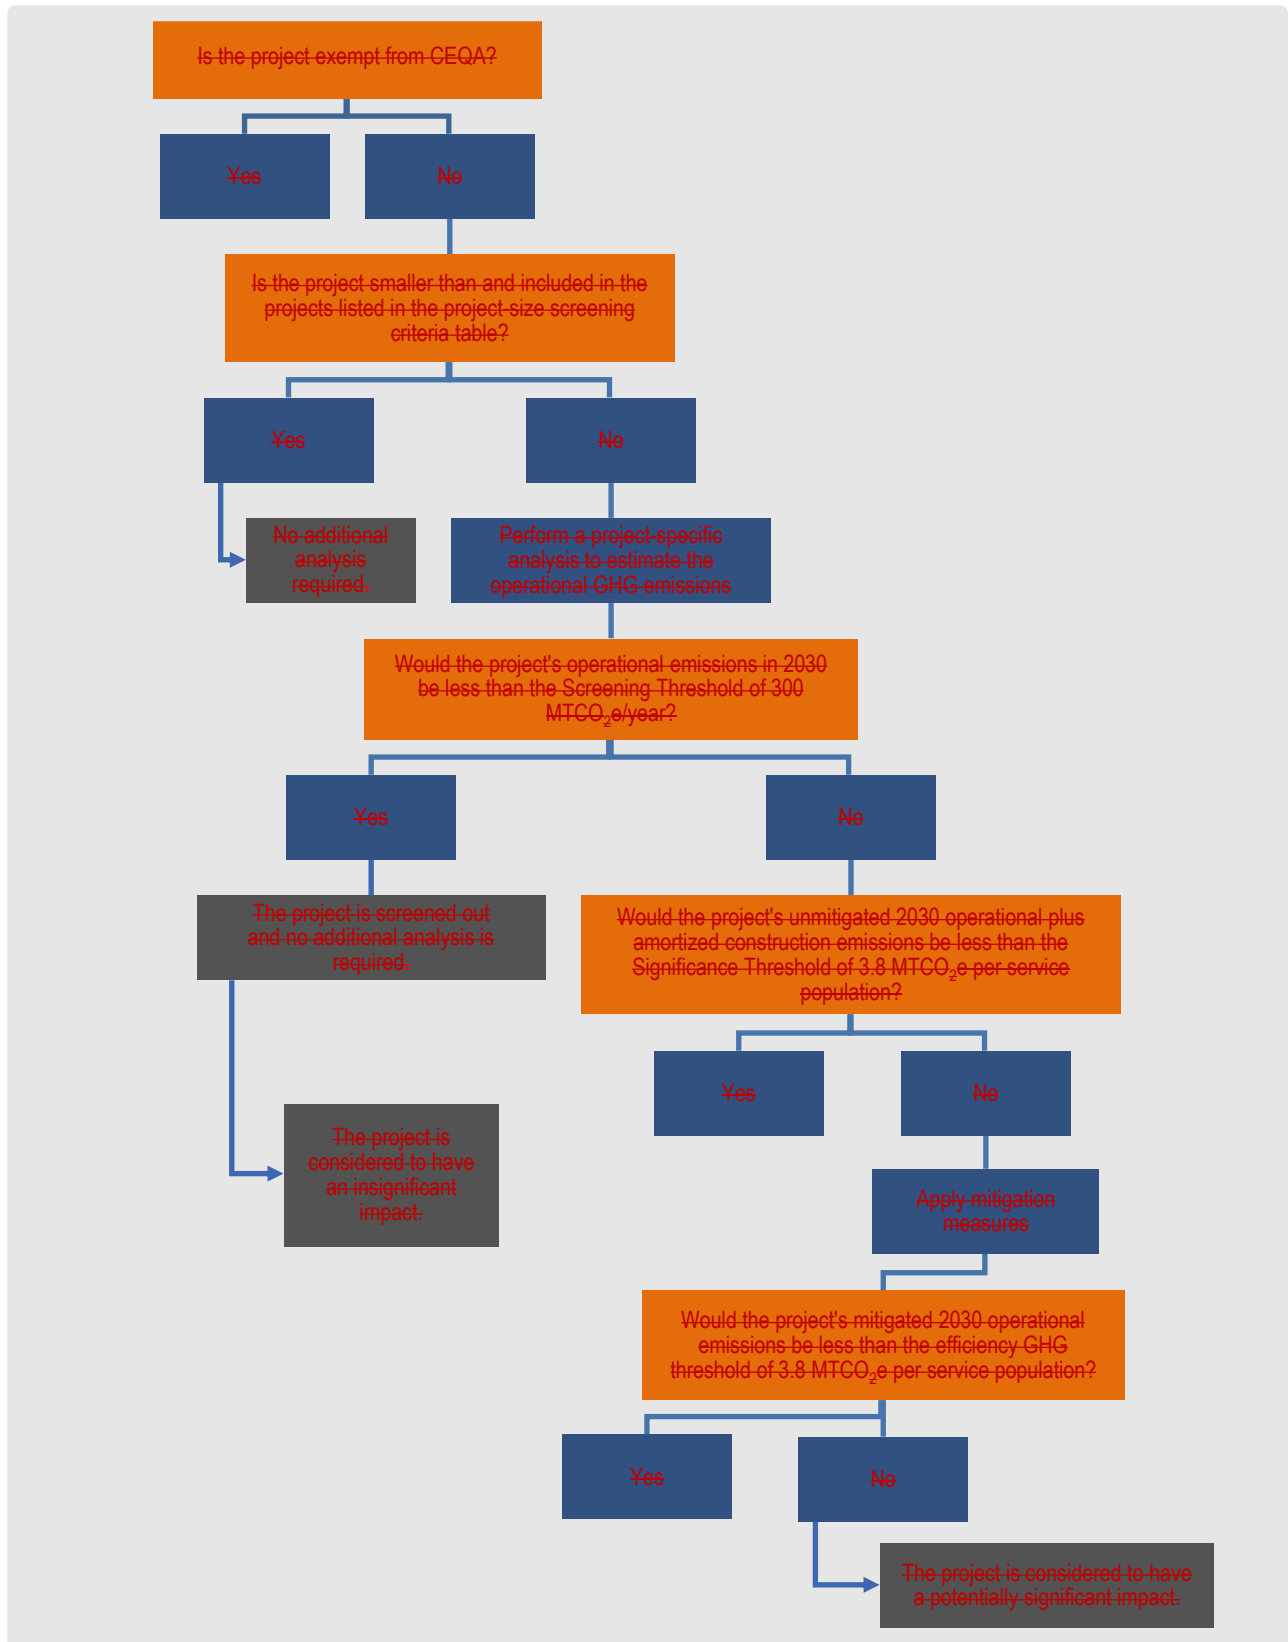 Is the project exempt from CEQA?
Yes
No
Is the project smaller than and included in the
projects listed in the project-size screening
criteria table?
Yes
No
No additional
analysis
required.
Perform a project-specific
analysis to estimate the
operational GHG emissions
Would the project's operational emissions in 2030
be less than the Screening Threshold of 300
MTCO₂e/year?
Yes
No
The project is screened out
and no additional analysis is
required.
Would the project's unmitigated 2030 operational plus
amortized construction emissions be less than the
Significance Threshold of 3.8 MTCO₂e per service
population?
Yes
No
The project is
considered to have
an insignificant
impact.
Apply mitigation
measures
Would the project's mitigated 2030 operational
emissions be less than the efficiency GHG
threshold of 3.8 MTCO₂e per service population?
Yes
No
The project is considered to have
a potentially significant impact.